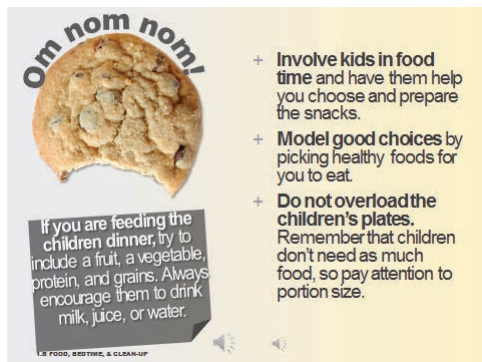 Om nom nom!
+ Involve kids in food
time and have them help
you choose and prepare
the snacks.
+ Model good choices by
picking healthy foods for
you to eat.
+ Do not overload the
children's plates.
Remember that children
don't need as much
food, so pay attention to
portion size.
If you are feeding the
children dinner, try to
include a fruit, a vegetable,
protein, and grains. Always
encourage them to drink
milk, juice, or water.
1.6 FOOD, BEDTIME, & CLEAN-UP